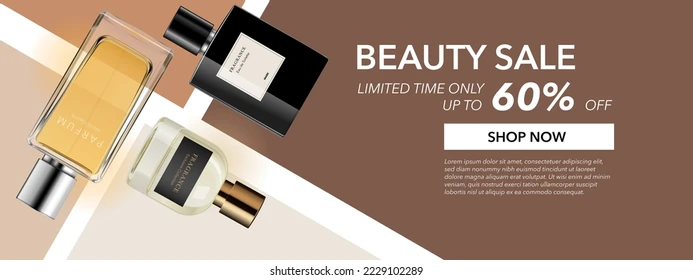 BEAUTY SALE
LIMITED TIME ONLY
UP TO 60% OFF
SHOP NOW
Lorem ipsum dolor sit amet, consectetuer adipiscing
elit, sed diam nonummy nibh euismod tincidunt ut
laoreet dolore magna aliquam erat volutpat. Ut wisi
enim ad minim veniam, quis nostrud exerci tation
ullamcorper suscipit lobortis nisl ut aliquip ex ea
commodo consequat.
PARFUM
FRAGRANCE
Eau de Toilette
FRAGRANCE
shutterstock.com · 2229102289